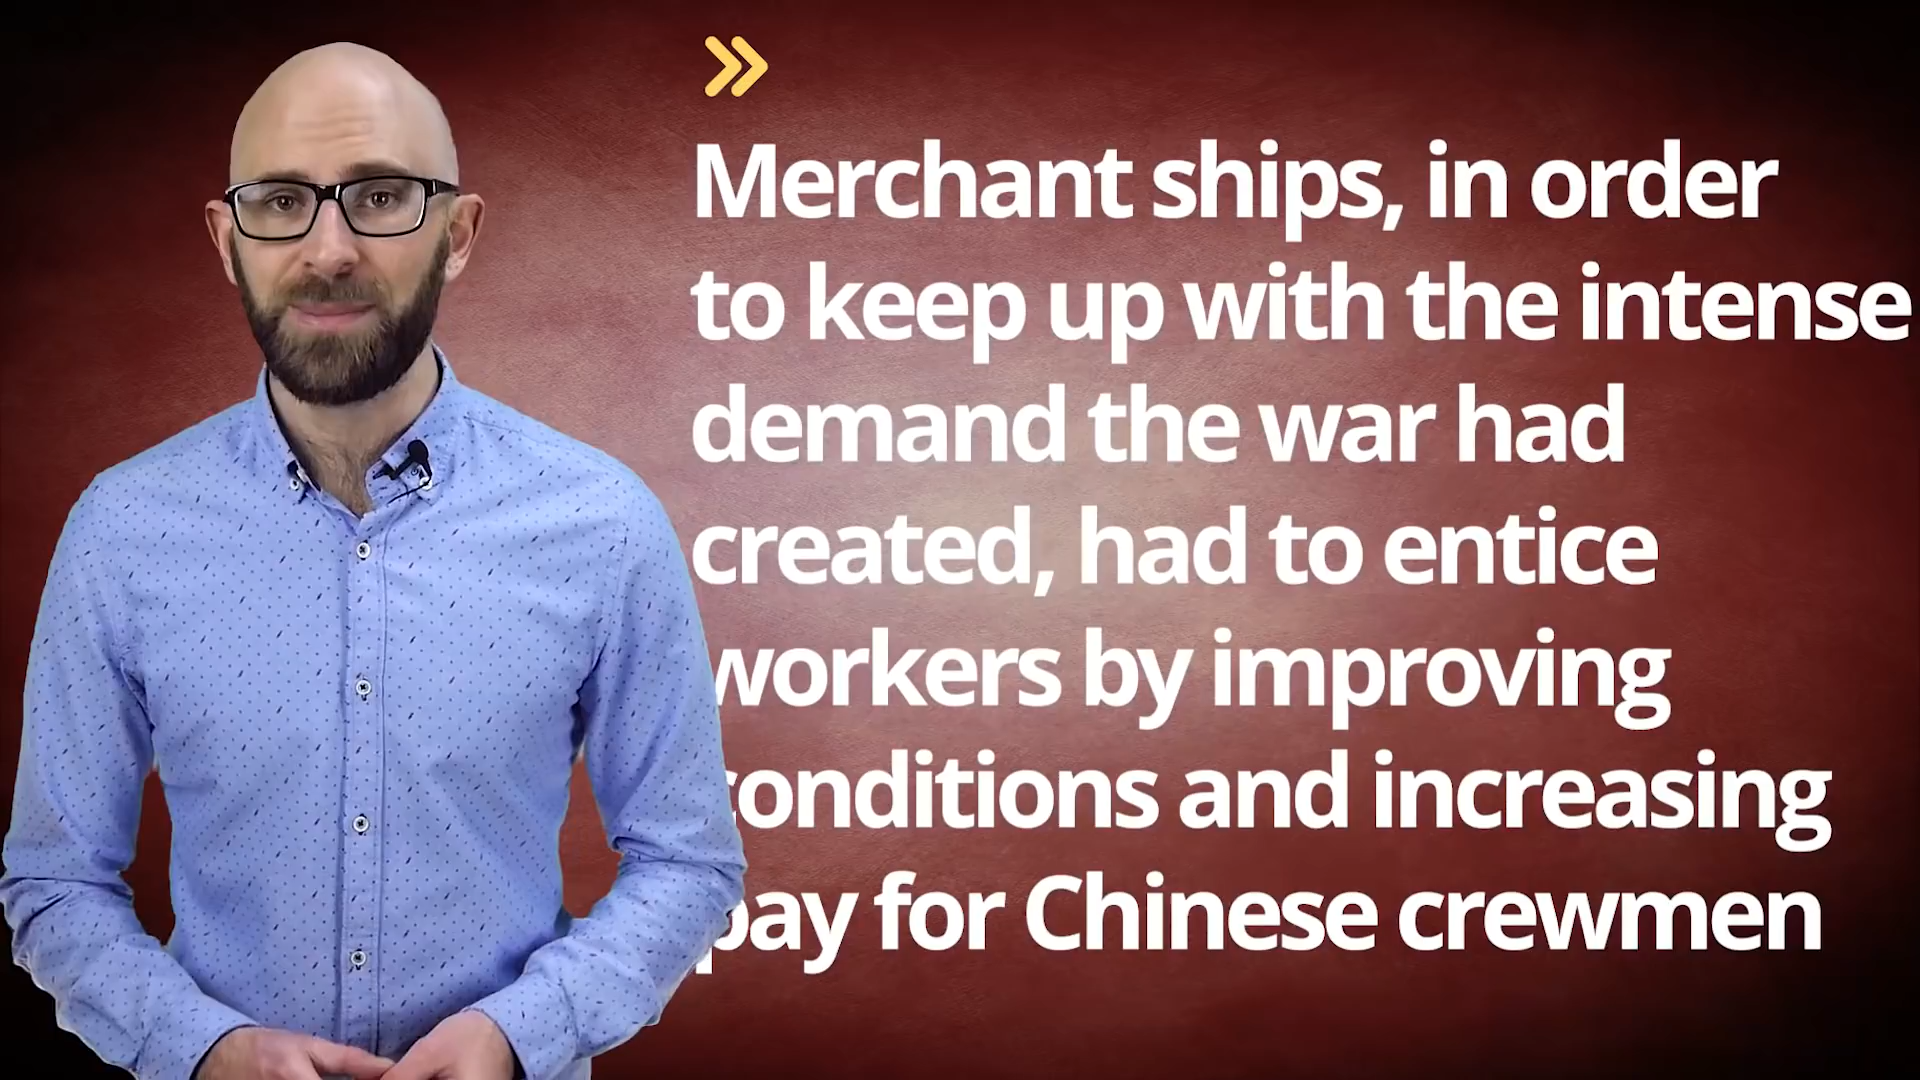 Merchant ships, in order
to keep up with the intense
demand the war had
created, had to entice
workers by improving
conditions and increasing
pay for Chinese crewmen